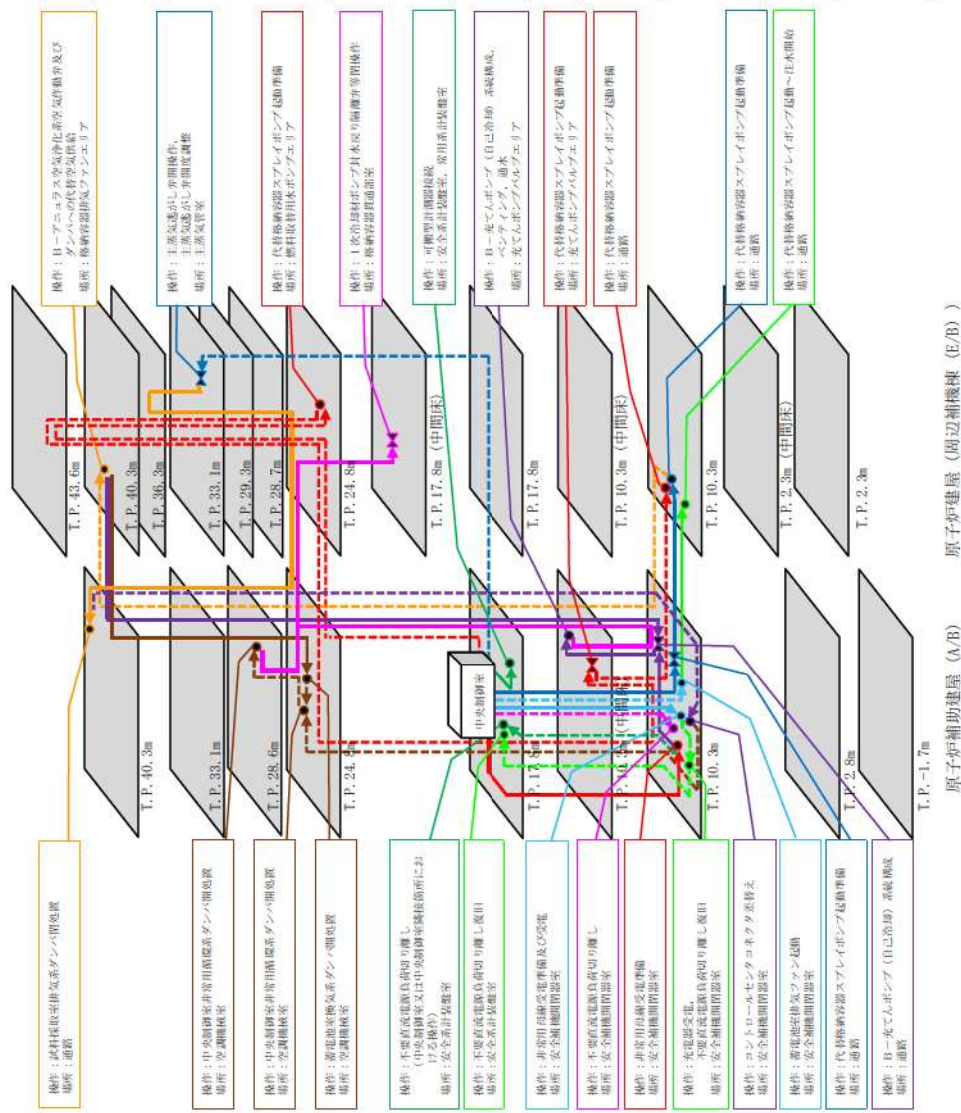 操作：B－アニュラス空気浄化系空気作動弁及び
ダンパへの代替空気供給
場所：格納容器排気ファンエリア
操作：主蒸気逃がし弁開操作,
主蒸気逃がし弁開度調整
場所：主蒸気管室
操作：代替格納容器スプレイポンプ起動準備
場所：燃料取替用水ポンプエリア
操作：1次冷却材ポンプ封水戻り隔離弁等閉操作
場所：格納容器貫通部室
操作：可搬型計測器接続
場所：安全系計装盤室, 常用系計装盤室
操作：B－充てんポンプ（自己冷却）系統構成,
ベンティング, 通水
場所：充てんポンプバルブエリア
操作：代替格納容器スプレイポンプ起動準備
場所：充てんポンプバルブエリア
操作：代替格納容器スプレイポンプ起動準備
場所：通路
操作：代替格納容器スプレイポンプ起動準備
場所：通路
操作：代替格納容器スプレイポンプ起動～注水開始
場所：通路
T.P.43.6m
T.P.40.3m
T.P.36.3m
T.P.33.1m
T.P.29.3m
T.P.28.7m
T.P.24.8m
T.P.17.8m（中間床）
T.P.17.8m
T.P.10.3m（中間床）
T.P.10.3m
T.P.2.3m（中間床）
T.P.2.3m
原子炉建屋（周辺補機棟（E/B））
中央制御室
T.P.40.3m
T.P.33.1m
T.P.28.6m
T.P.24.8m
T.P.17.8m
T.P.10.3m（中間床）
T.P.10.3m
T.P.2.8m
T.P.-1.7m
原子炉補助建屋（A/B）
操作：試料採取室排気系ダンパ閉処置
場所：通路
操作：中央制御室非常用循環系ダンパ開処置
場所：空調機械室
操作：中央制御室非常用循環系ダンパ開処置
場所：空調機械室
操作：蓄電池室換気系ダンパ開処置
場所：空調機械室
操作：不要直流電源負荷切り離し
（中央制御室又は中央制御室隣接箇所にお
ける操作）
場所：安全系計装盤室
操作：不要直流電源負荷切り離し復旧
場所：安全系計装盤室
操作：非常用母線受電準備及び受電
場所：安全補機開閉器室
操作：不要直流電源負荷切り離し
場所：安全補機開閉器室
操作：非常用母線受電準備
場所：安全補機開閉器室
操作：充電器受電,
不要直流電源負荷切り離し復旧
場所：安全補機開閉器室
操作：コントロールセンタコネクタ差替え
場所：安全補機開閉器室
操作：蓄電池室排気ファン起動
場所：安全補機開閉器室
操作：代替格納容器スプレイポンプ起動準備
場所：通路
操作：B－充てんポンプ（自己冷却）系統構成
場所：通路